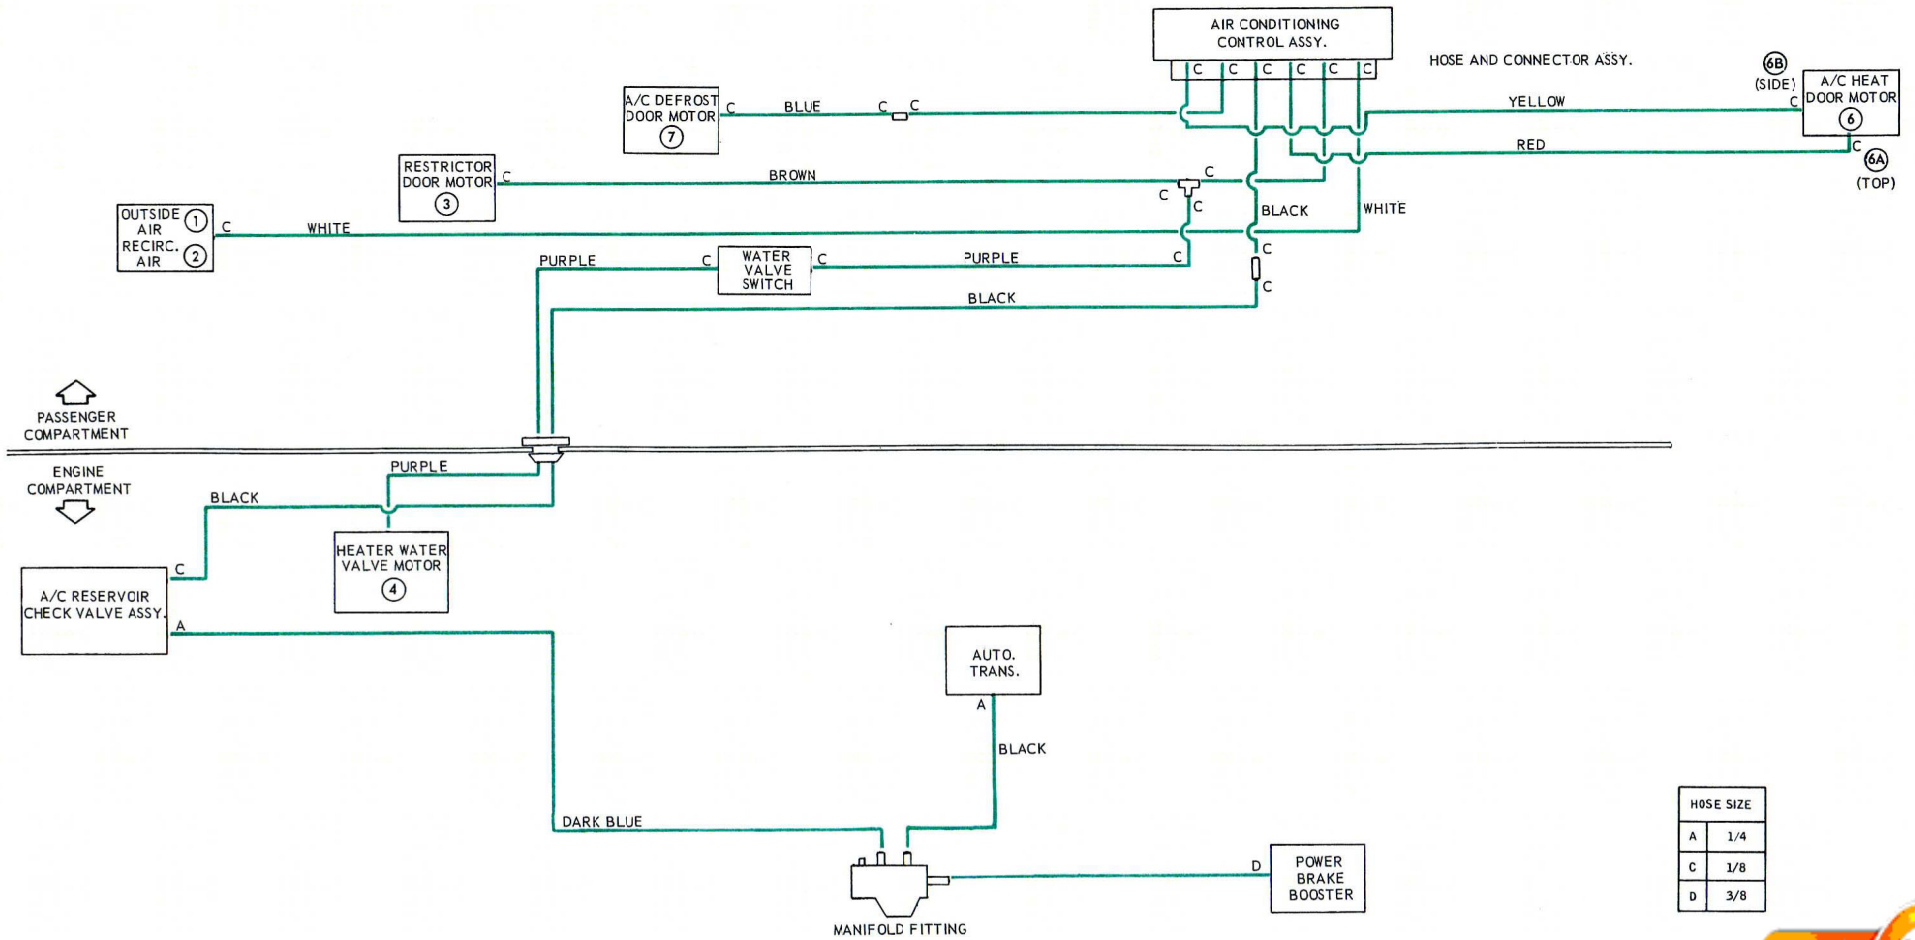 AIR CONDITIONING
CONTROL ASSY.
C C C C C C
HOSE AND CONNECTOR ASSY.
6B
(SIDE)
C
A/C HEAT
DOOR MOTOR
6
C
6A
(TOP)
YELLOW
RED
A/C DEFROST
DOOR MOTOR
7
C
BLUE
C
C
RESTRICTOR
DOOR MOTOR
3
C
BROWN
C
C
C
BLACK
WHITE
OUTSIDE 1
AIR
RECIRC.
AIR 2
C
WHITE
PURPLE
C
WATER
VALVE
SWITCH
C
PURPLE
C
C
C
BLACK
PASSENGER
COMPARTMENT
ENGINE
COMPARTMENT
PURPLE
BLACK
HEATER WATER
VALVE MOTOR
4
C
A/C RESERVOIR
CHECK VALVE ASSY.
A
AUTO.
TRANS.
A
BLACK
DARK BLUE
MANIFOLD FITTING
D
POWER
BRAKE
BOOSTER
HOSE SIZE
A 1/4
C 1/8
D 3/8